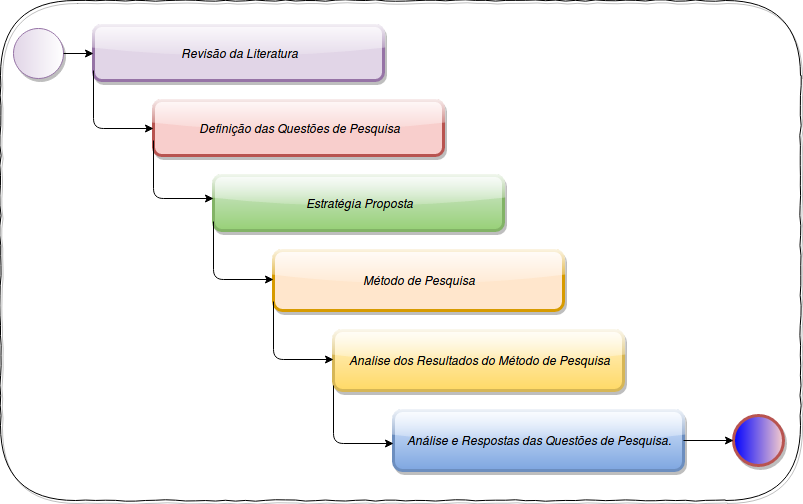 Revisão da Literatura
Definição das Questões de Pesquisa
Estratégia Proposta
Método de Pesquisa
Analise dos Resultados do Método de Pesquisa
Análise e Respostas das Questões de Pesquisa.